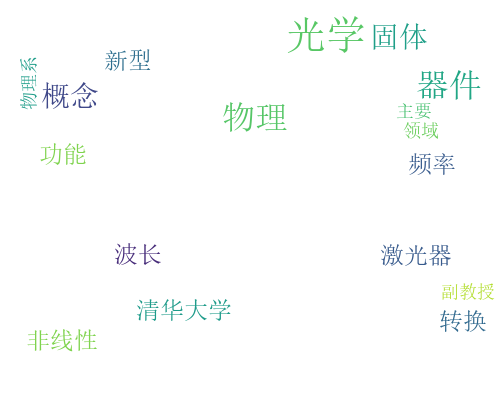 光学
固体
新型
物理系
概念
器件
物理
主要
领域
功能
频率
波长
激光器
副教授
清华大学
转换
非线性